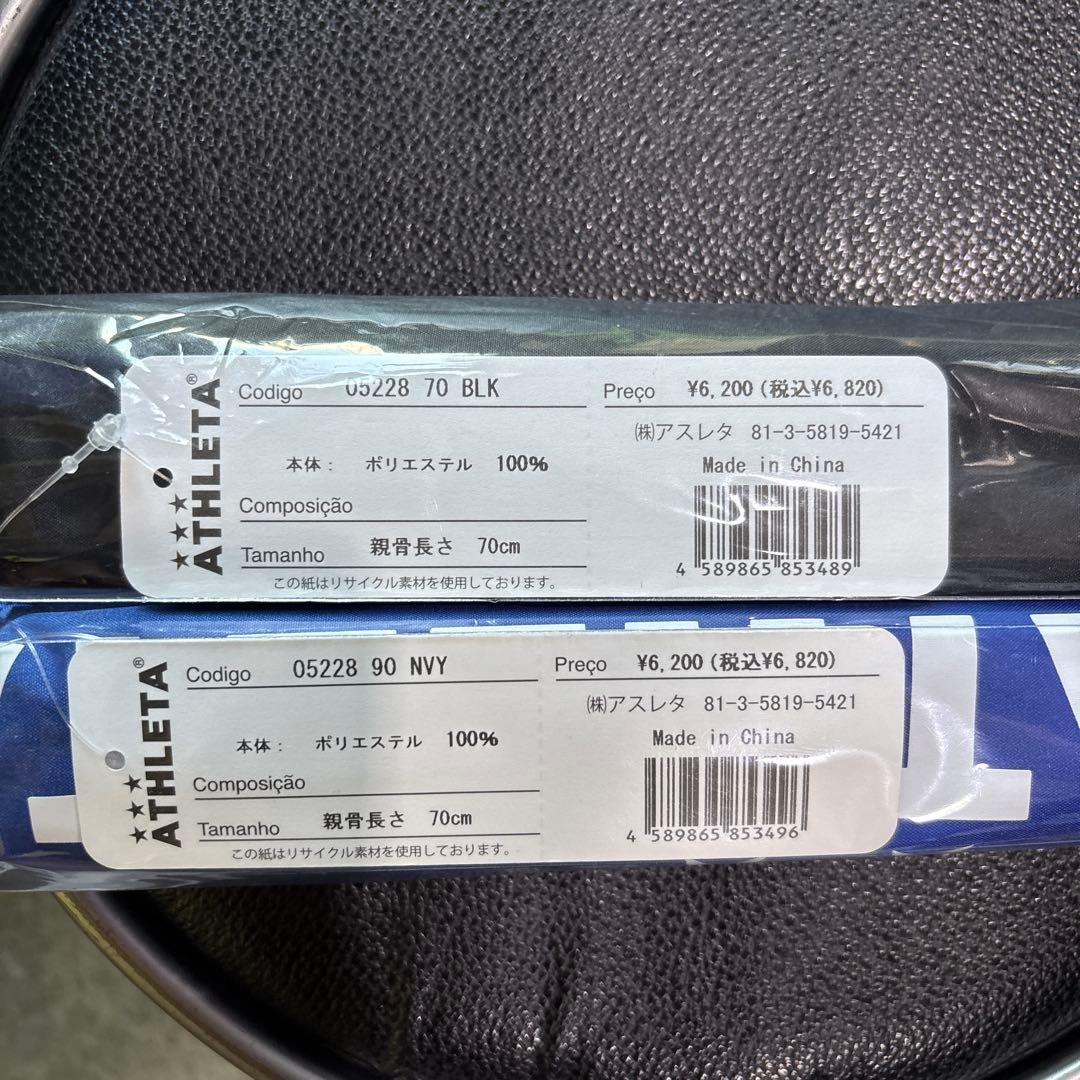 ATHLETA®
Codigo 05228 70 BLK
本体： ポリエステル 100%
Composição
Tamanho 親骨長さ 70cm
この紙はリサイクル素材を使用しております。
Preço ¥6,200(税込¥6,820)
㈱アスレタ 81-3-5819-5421
Made in China
4 589865 853489
ATHLETA®
Codigo 05228 90 NVY
本体： ポリエステル 100%
Composição
Tamanho 親骨長さ 70cm
この紙はリサイクル素材を使用しております。
Preço ¥6,200(税込¥6,820)
㈱アスレタ 81-3-5819-5421
Made in China
4 589865 853496